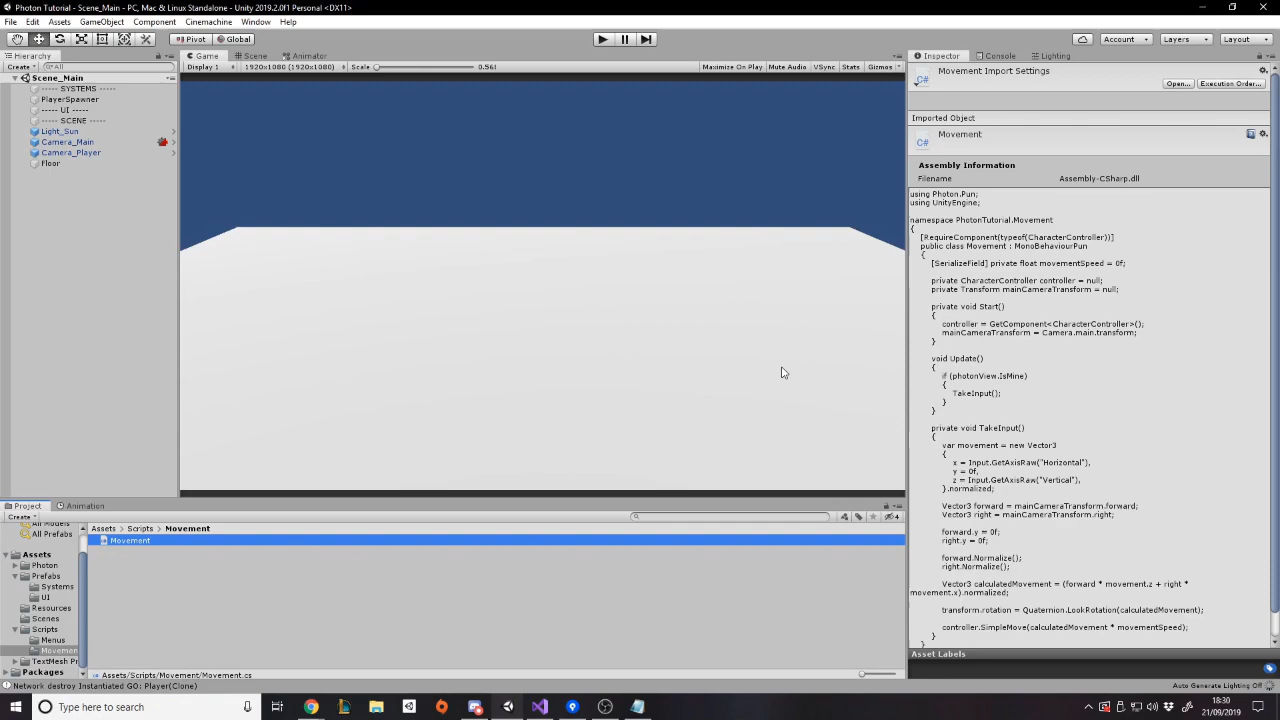 Photon Tutorial - Scene_Main - PC, Mac & Linux Standalone - Unity 2019.2.0f1 Personal <DX11>
File Edit Assets GameObject Component Cinemachine Window Help
Pivot Global Account Layers Layout
Hierarchy Game Scene Animator Inspector Console Lighting
Create All Display 1 1920x1080 (1920x1080) Scale 0.56I Maximize On Play Mute Audio VSync Stats Gizmos
Movement Import Settings
Open... Execution Order...
Scene_Main
----- SYSTEMS -----
PlayerSpawner
----- UI -----
----- SCENE -----
Light_Sun
Camera_Main
Camera_Player
Floor
Imported Object
Movement
Assembly Information
Filename Assembly-CSharp.dll
using Photon.Pun;
using UnityEngine;
namespace PhotonTutorial.Movement
{
[RequireComponent(typeof(CharacterController))]
public class Movement : MonoBehaviourPun
{
[SerializeField] private float movementSpeed = 0f;
private CharacterController controller = null;
private Transform mainCameraTransform = null;
private void Start()
{
controller = GetComponent<CharacterController>();
mainCameraTransform = Camera.main.transform;
}
void Update()
{
if (photonView.IsMine)
{
TakeInput();
}
}
private void TakeInput()
{
var movement = new Vector3
{
x = Input.GetAxisRaw("Horizontal"),
y = 0f,
z = Input.GetAxisRaw("Vertical"),
}.normalized;
Vector3 forward = mainCameraTransform.forward;
Vector3 right = mainCameraTransform.right;
forward.y = 0f;
right.y = 0f;
forward.Normalize();
right.Normalize();
Vector3 calculatedMovement = (forward * movement.z + right *
movement.x).normalized;
transform.rotation = Quaternion.LookRotation(calculatedMovement);
controller.SimpleMove(calculatedMovement * movementSpeed);
}
}
Asset Labels
Project Animation
Create 4
All Models
All Prefabs
Assets
Photon
Prefabs
Systems
UI
Resources
Scenes
Scripts
Menus
Movemen
TextMesh Pr
Packages
Assets Scripts Movement
Movement
Assets/Scripts/Movement/Movement.cs
Network destroy Instantiated GO: Player(Clone)
Auto Generate Lighting Off
Type here to search
18:30
21/09/2019